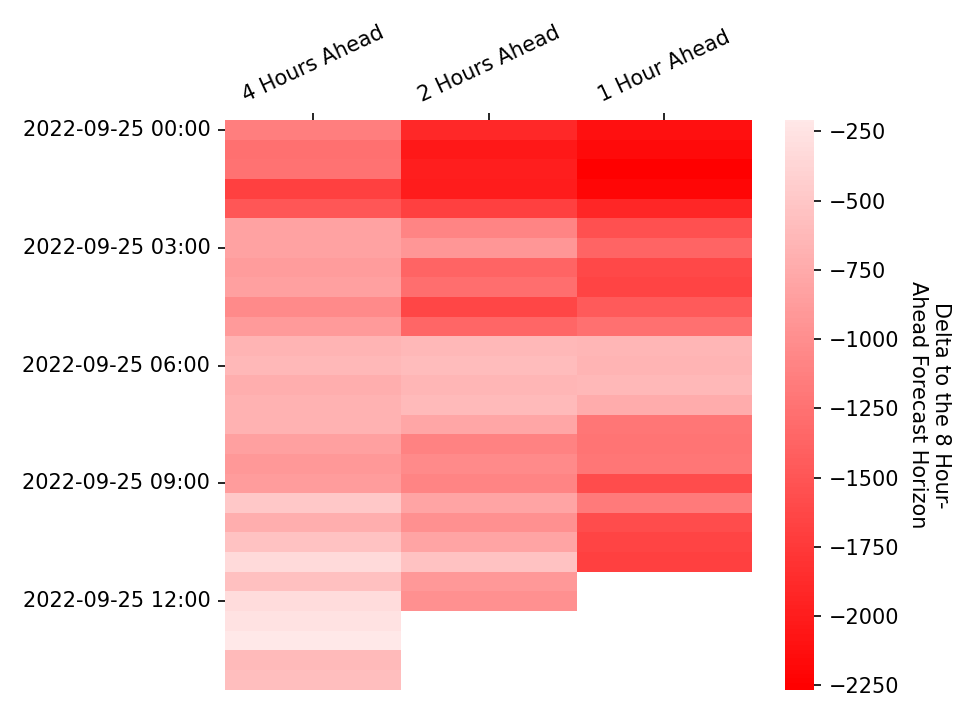 4 Hours Ahead
2 Hours Ahead
1 Hour Ahead
2022-09-25 00:00
2022-09-25 03:00
2022-09-25 06:00
2022-09-25 09:00
2022-09-25 12:00
−250
−500
−750
−1000
−1250
−1500
−1750
−2000
−2250
Delta to the 8 Hour-
Ahead Forecast Horizon